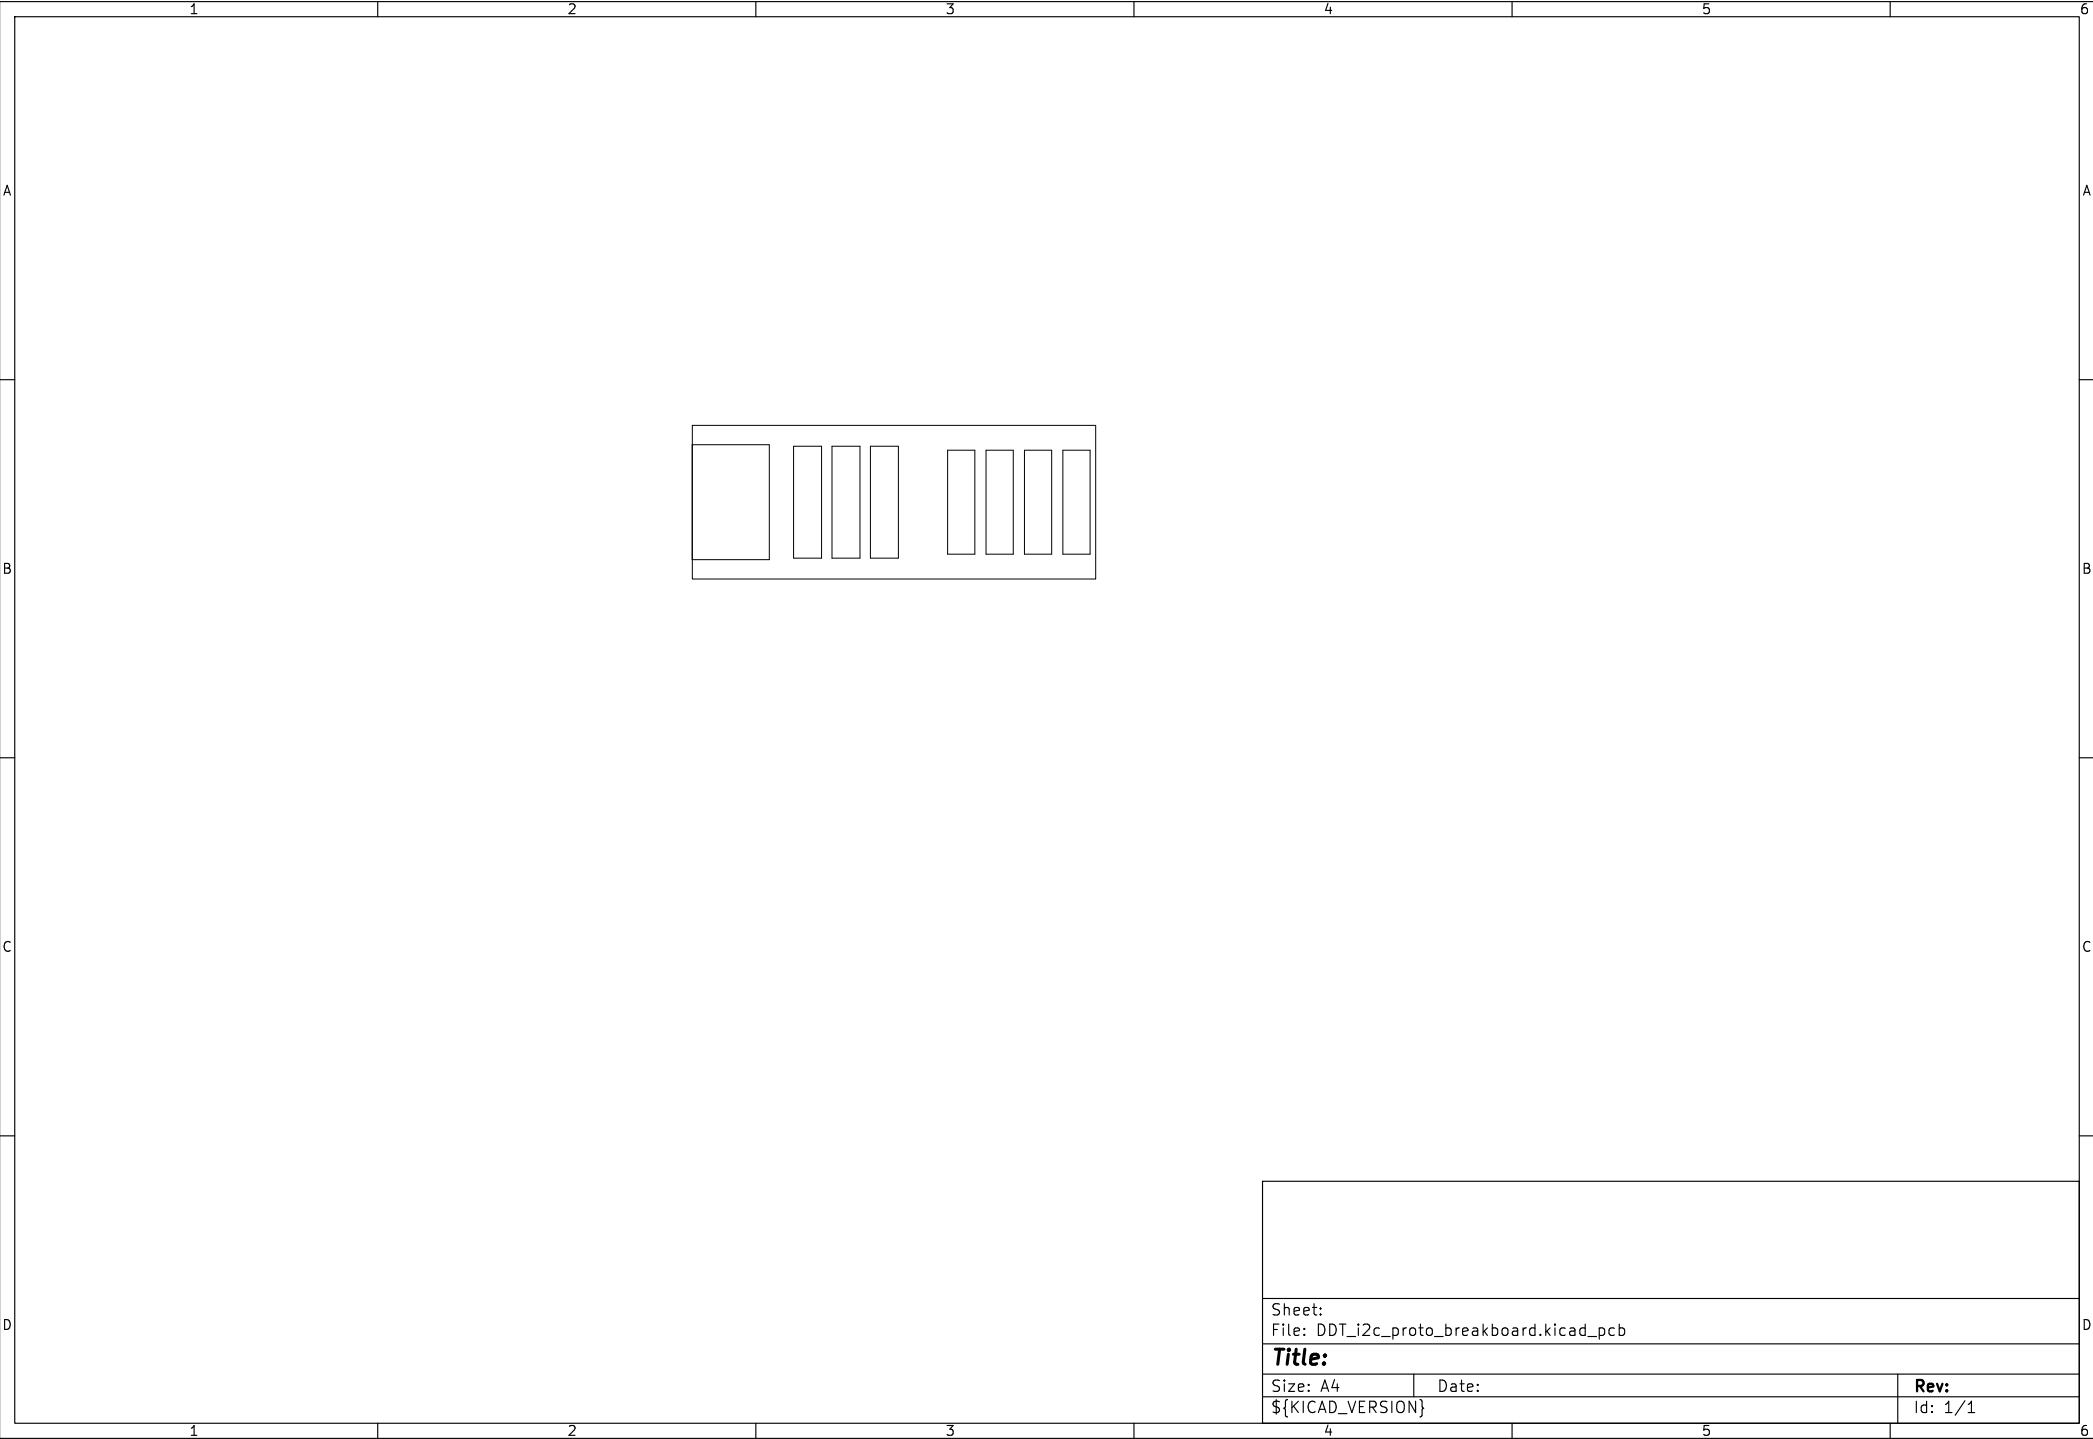 1 2 3 4 5 6
A A
B B
C C
Sheet:
File: DDT_i2c_proto_breakboard.kicad_pcb
D D
Title:
Size: A4 Date: Rev:
${KICAD_VERSION} Id: 1/1
1 2 3 4 5 6